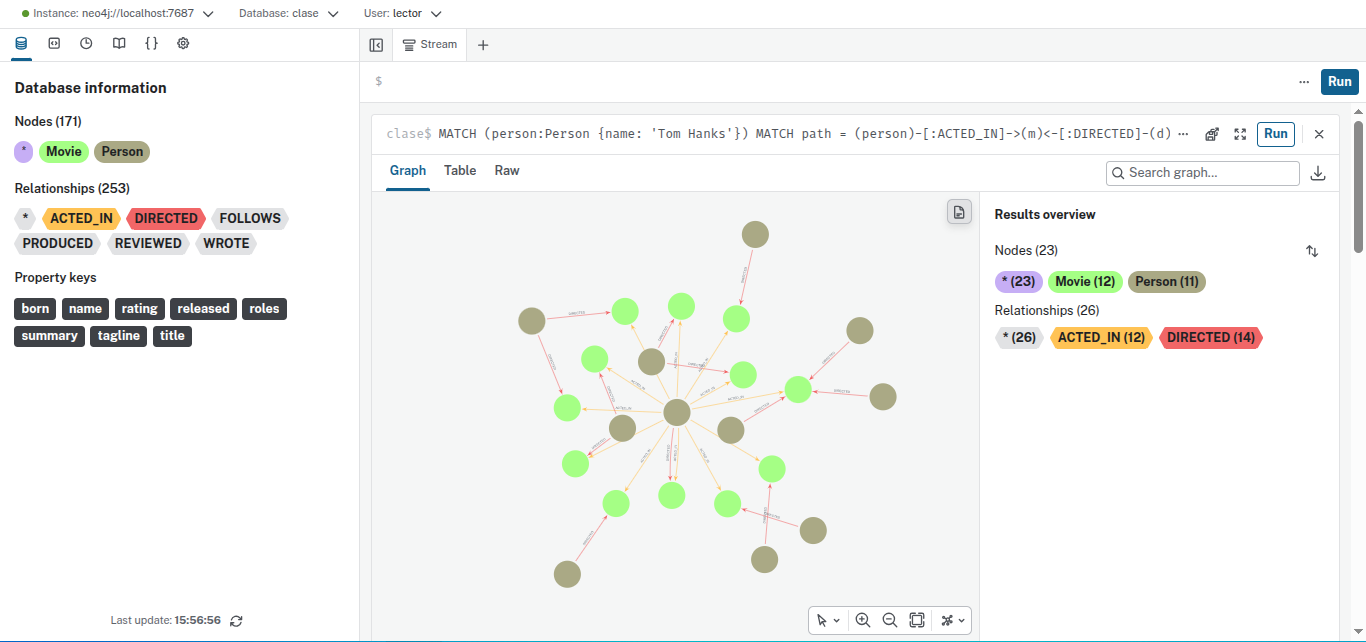 Instance: neo4j://localhost:7687 Database: clase User: lector
Stream
$ Run
Database information
Nodes (171)
* Movie Person
Relationships (253)
* ACTED_IN DIRECTED FOLLOWS
PRODUCED REVIEWED WROTE
Property keys
born name rating released roles
summary tagline title
Last update: 15:56:56
clase$ MATCH (person:Person {name: 'Tom Hanks'}) MATCH path = (person)-[:ACTED_IN]->(m)<-[:DIRECTED]-(d) ... Run
Graph Table Raw
Search graph...
Results overview
Nodes (23)
* (23) Movie (12) Person (11)
Relationships (26)
* (26) ACTED_IN (12) DIRECTED (14)